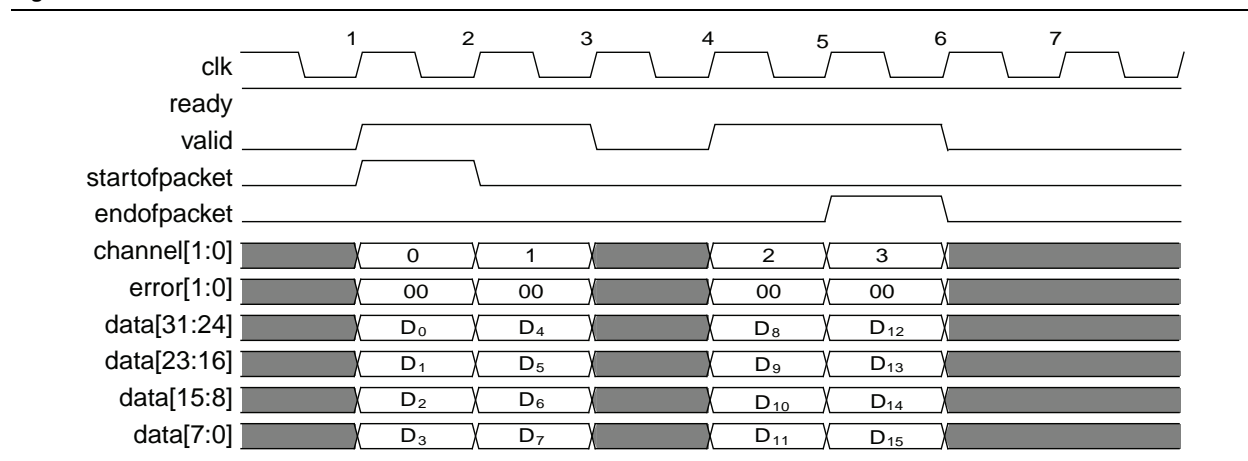 1 2 3 4 5 6 7
clk
ready
valid
startofpacket
endofpacket
channel[1:0] 0 1 2 3
error[1:0] 00 00 00 00
data[31:24] D₀ D₄ D₈ D₁₂
data[23:16] D₁ D₅ D₉ D₁₃
data[15:8] D₂ D₆ D₁₀ D₁₄
data[7:0] D₃ D₇ D₁₁ D₁₅